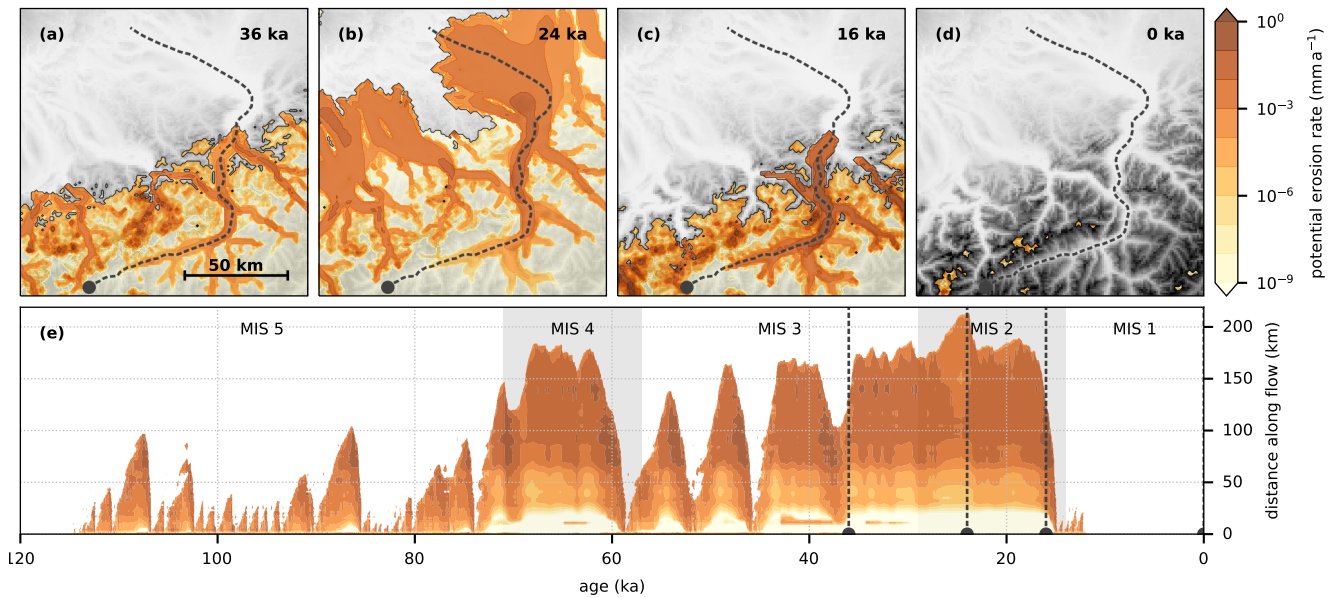 (a) 36 ka
(b) 24 ka
(c) 16 ka
(d) 0 ka
50 km
10⁰
10⁻³
10⁻⁶
10⁻⁹
potential erosion rate (mm a⁻¹)
(e) MIS 5 MIS 4 MIS 3 MIS 2 MIS 1
200
150
100
50
0
distance along flow (km)
120 100 80 60 40 20 0
age (ka)